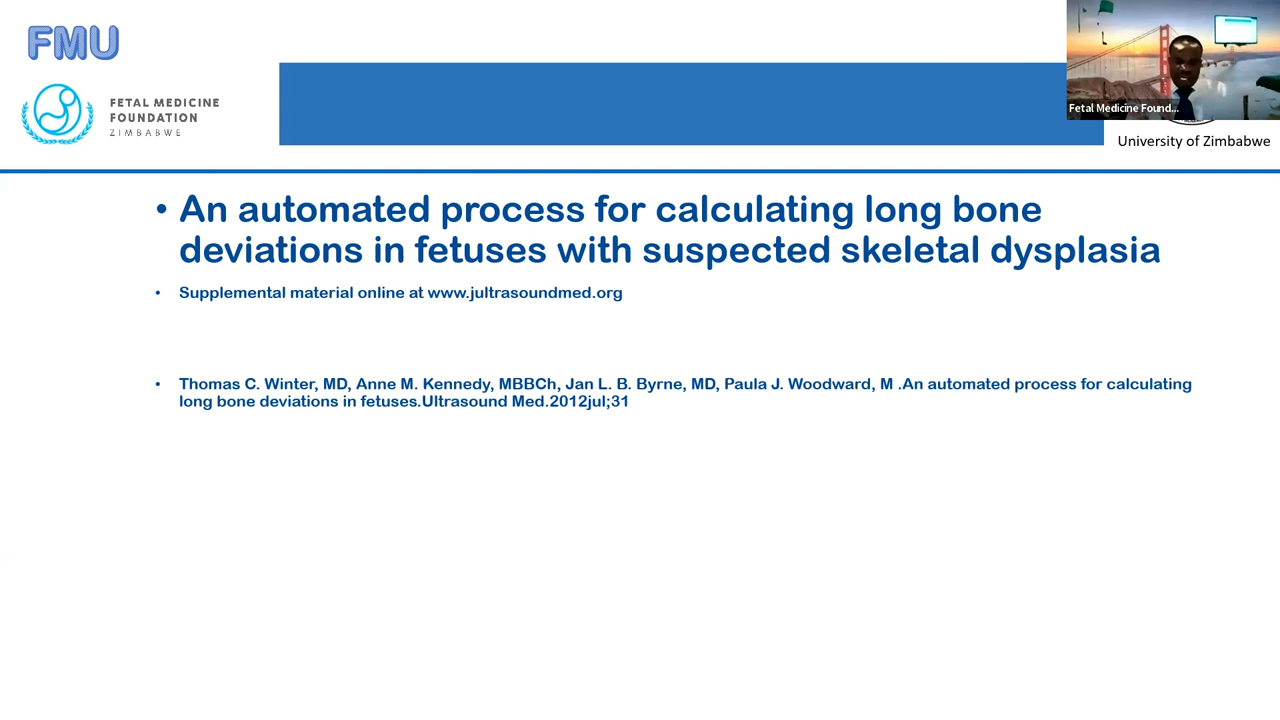 FMU
FETAL MEDICINE
FOUNDATION
ZIMBABWE
Fetal Medicine Found...
University of Zimbabwe
• An automated process for calculating long bone
deviations in fetuses with suspected skeletal dysplasia
• Supplemental material online at www.jultrasoundmed.org
• Thomas C. Winter, MD, Anne M. Kennedy, MBBCh, Jan L. B. Byrne, MD, Paula J. Woodward, M .An automated process for calculating
long bone deviations in fetuses.Ultrasound Med.2012jul;31